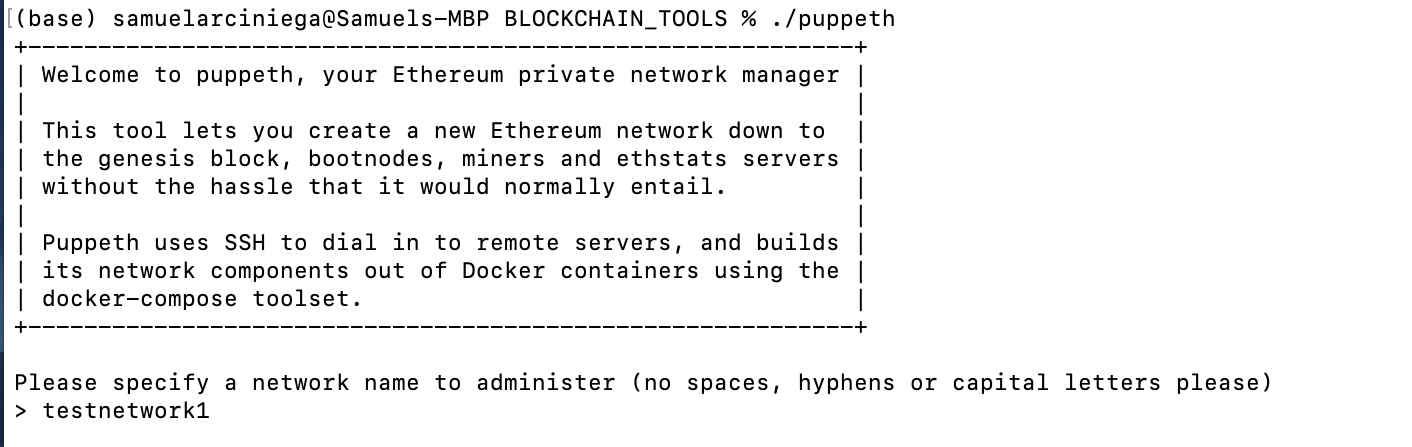 [(base) samuelarciniega@Samuels-MBP BLOCKCHAIN_TOOLS % ./puppeth
+-----------------------------------------------------------+
| Welcome to puppeth, your Ethereum private network manager |
|                                                           |
| This tool lets you create a new Ethereum network down to  |
| the genesis block, bootnodes, miners and ethstats servers |
| without the hassle that it would normally entail.         |
|                                                           |
| Puppeth uses SSH to dial in to remote servers, and builds |
| its network components out of Docker containers using the |
| docker-compose toolset.                                   |
+-----------------------------------------------------------+
Please specify a network name to administer (no spaces, hyphens or capital letters please)
> testnetwork1